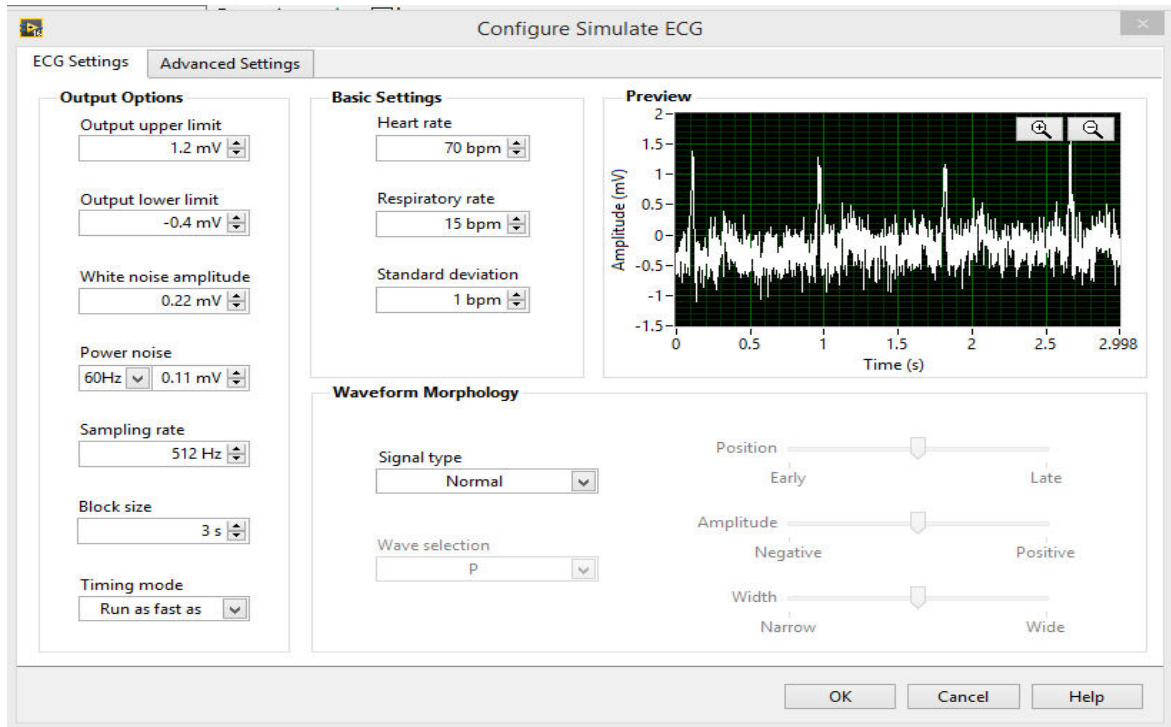 Configure Simulate ECG
ECG Settings
Advanced Settings
Output Options
Output upper limit
1.2 mV
Output lower limit
-0.4 mV
White noise amplitude
0.22 mV
Power noise
60Hz 0.11 mV
Sampling rate
512 Hz
Block size
3 s
Timing mode
Run as fast as
Basic Settings
Heart rate
70 bpm
Respiratory rate
15 bpm
Standard deviation
1 bpm
Preview
Amplitude (mV)
2
1.5
1
0.5
0
-0.5
-1
-1.5
0 0.5 1 1.5 2 2.5 2.998
Time (s)
Waveform Morphology
Signal type
Normal
Wave selection
P
Position
Early Late
Amplitude
Negative Positive
Width
Narrow Wide
OK Cancel Help